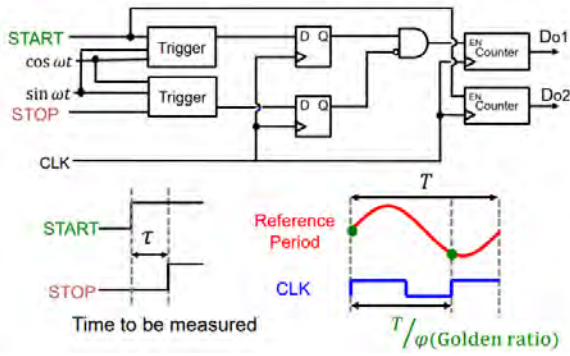 START
cos ωt
sin ωt
STOP
CLK
Trigger
Trigger
D Q
D Q
EN
Counter
Do1
EN
Counter
Do2
START
τ
STOP
Time to be measured
T
Reference
Period
CLK
T/φ(Golden ratio)